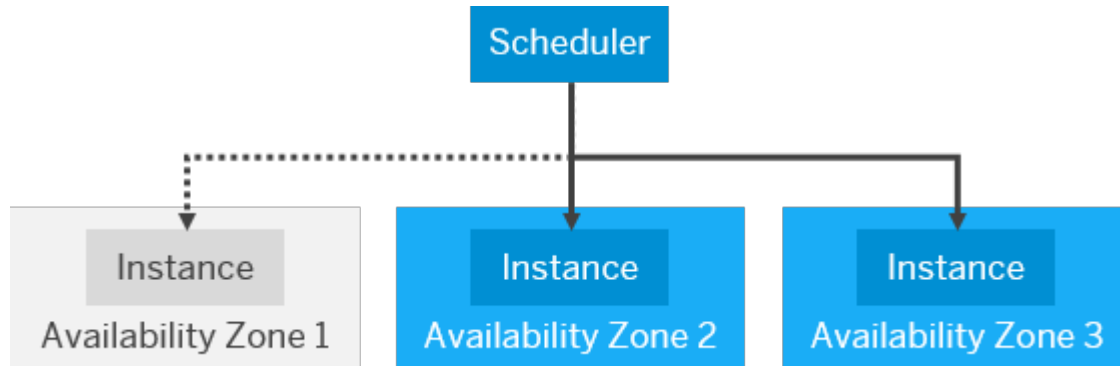 Scheduler
Instance
Instance
Instance
Availability Zone 1
Availability Zone 2
Availability Zone 3